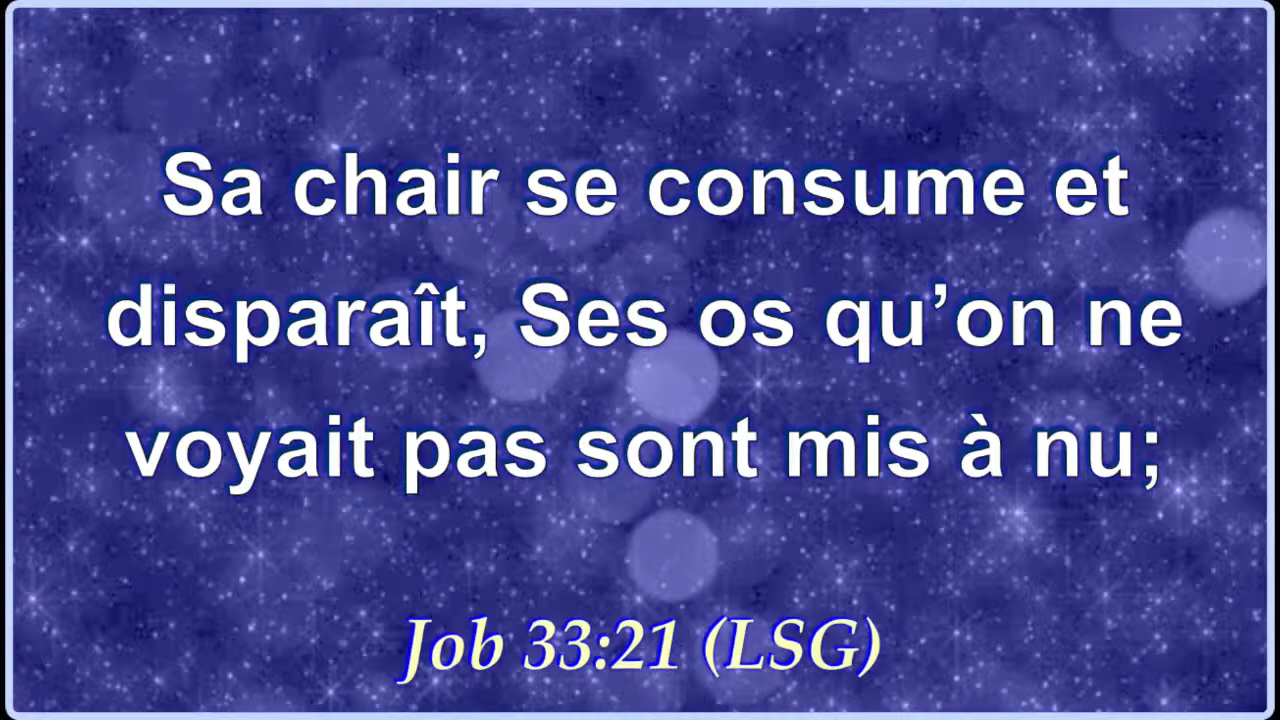 Sa chair se consume et
disparaît, Ses os qu’on ne
voyait pas sont mis à nu;
Job 33:21 (LSG)